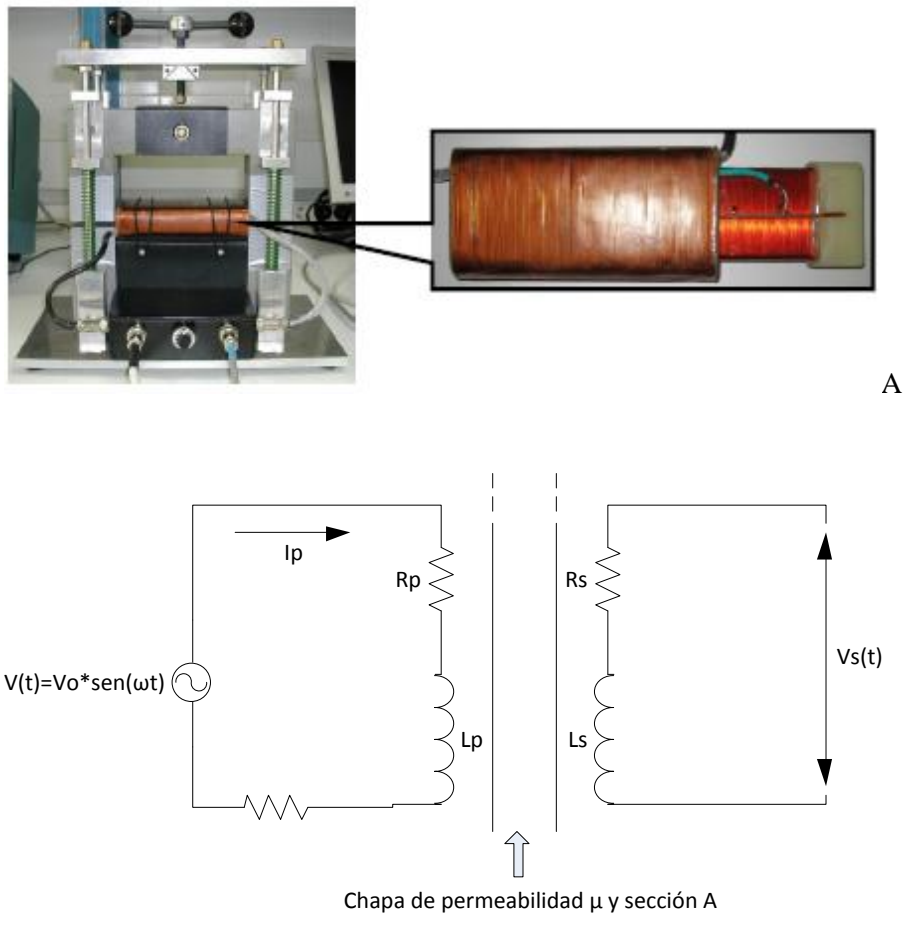 A
Ip
Rp
Rs
V(t)=Vo*sen(ωt)
Vs(t)
Lp
Ls
Chapa de permeabilidad μ y sección A